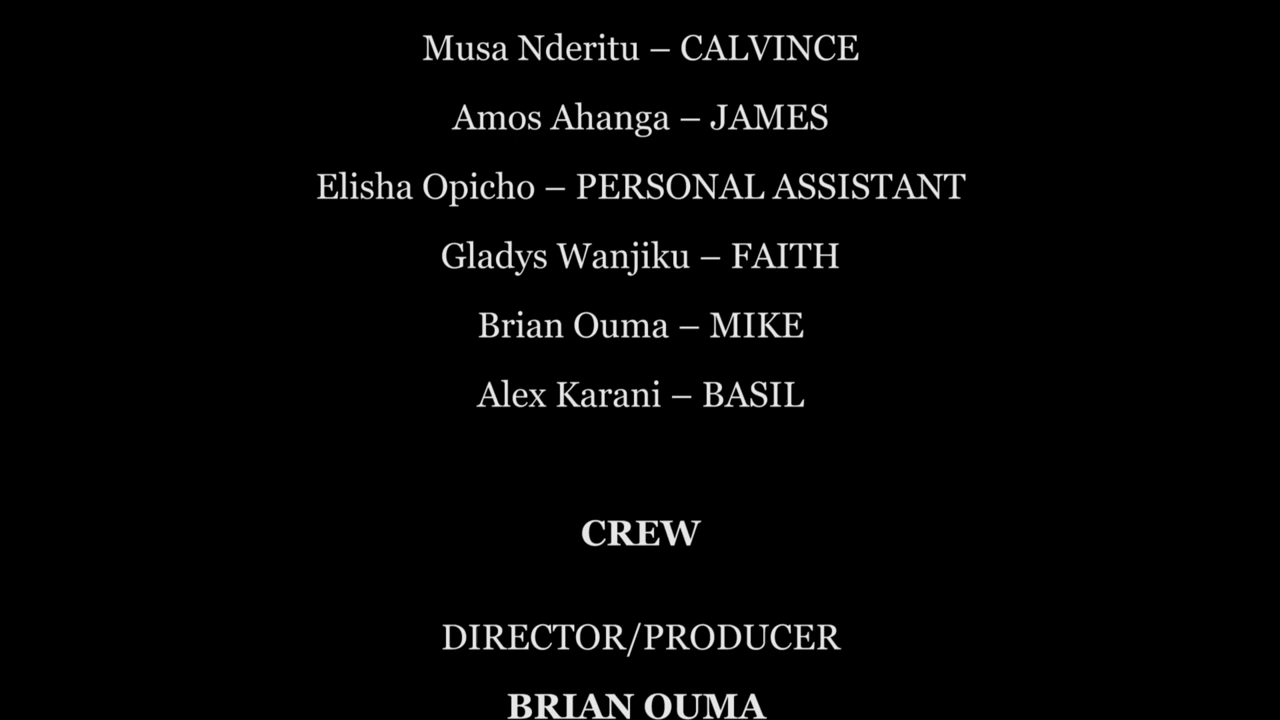 Musa Nderitu – CALVINCE
Amos Ahanga – JAMES
Elisha Opicho – PERSONAL ASSISTANT
Gladys Wanjiku – FAITH
Brian Ouma – MIKE
Alex Karani – BASIL
CREW
DIRECTOR/PRODUCER
BRIAN OUMA